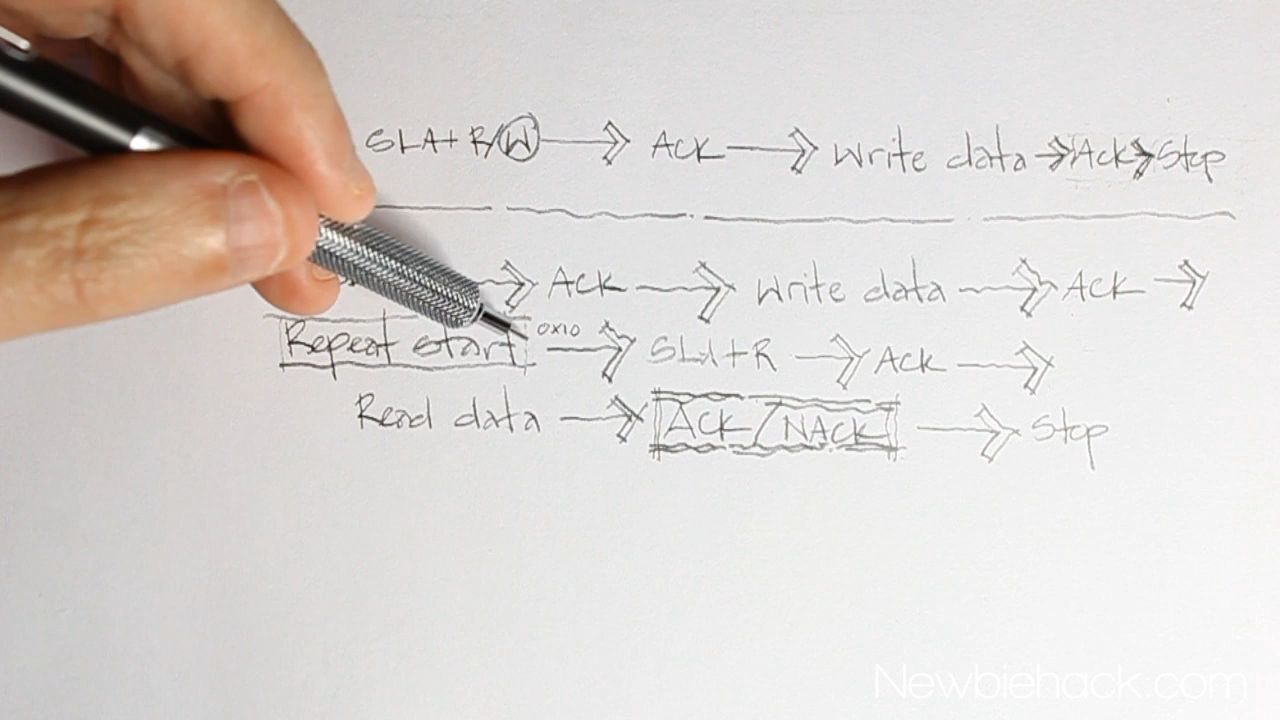 SLA+ R/W → ACK → Write data → Ack → Stop
→ ACK → Write data → ACK →
Repeat start 0x10 → SLA+R → ACK →
Read data → ACK/NACK → Stop
Newbiehack.com